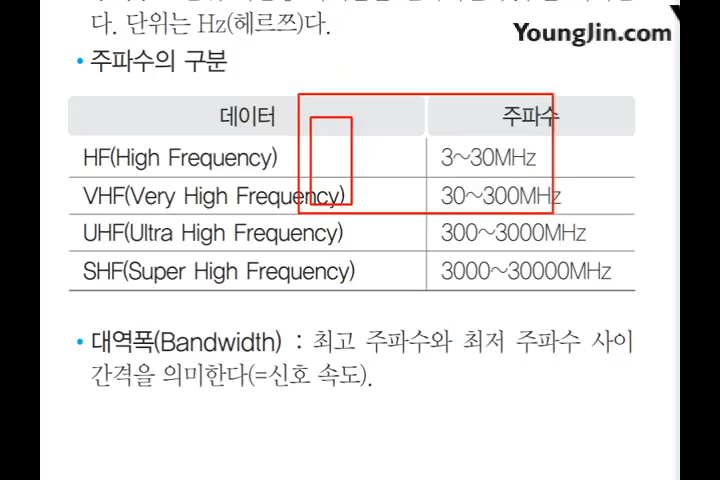 다. 단위는 Hz(헤르쯔)다.
YoungJin.com
• 주파수의 구분
데이터 주파수
HF(High Frequency) 3～30MHz
VHF(Very High Frequency) 30～300MHz
UHF(Ultra High Frequency) 300～3000MHz
SHF(Super High Frequency) 3000～30000MHz
• 대역폭(Bandwidth) : 최고 주파수와 최저 주파수 사이
간격을 의미한다(=신호 속도).